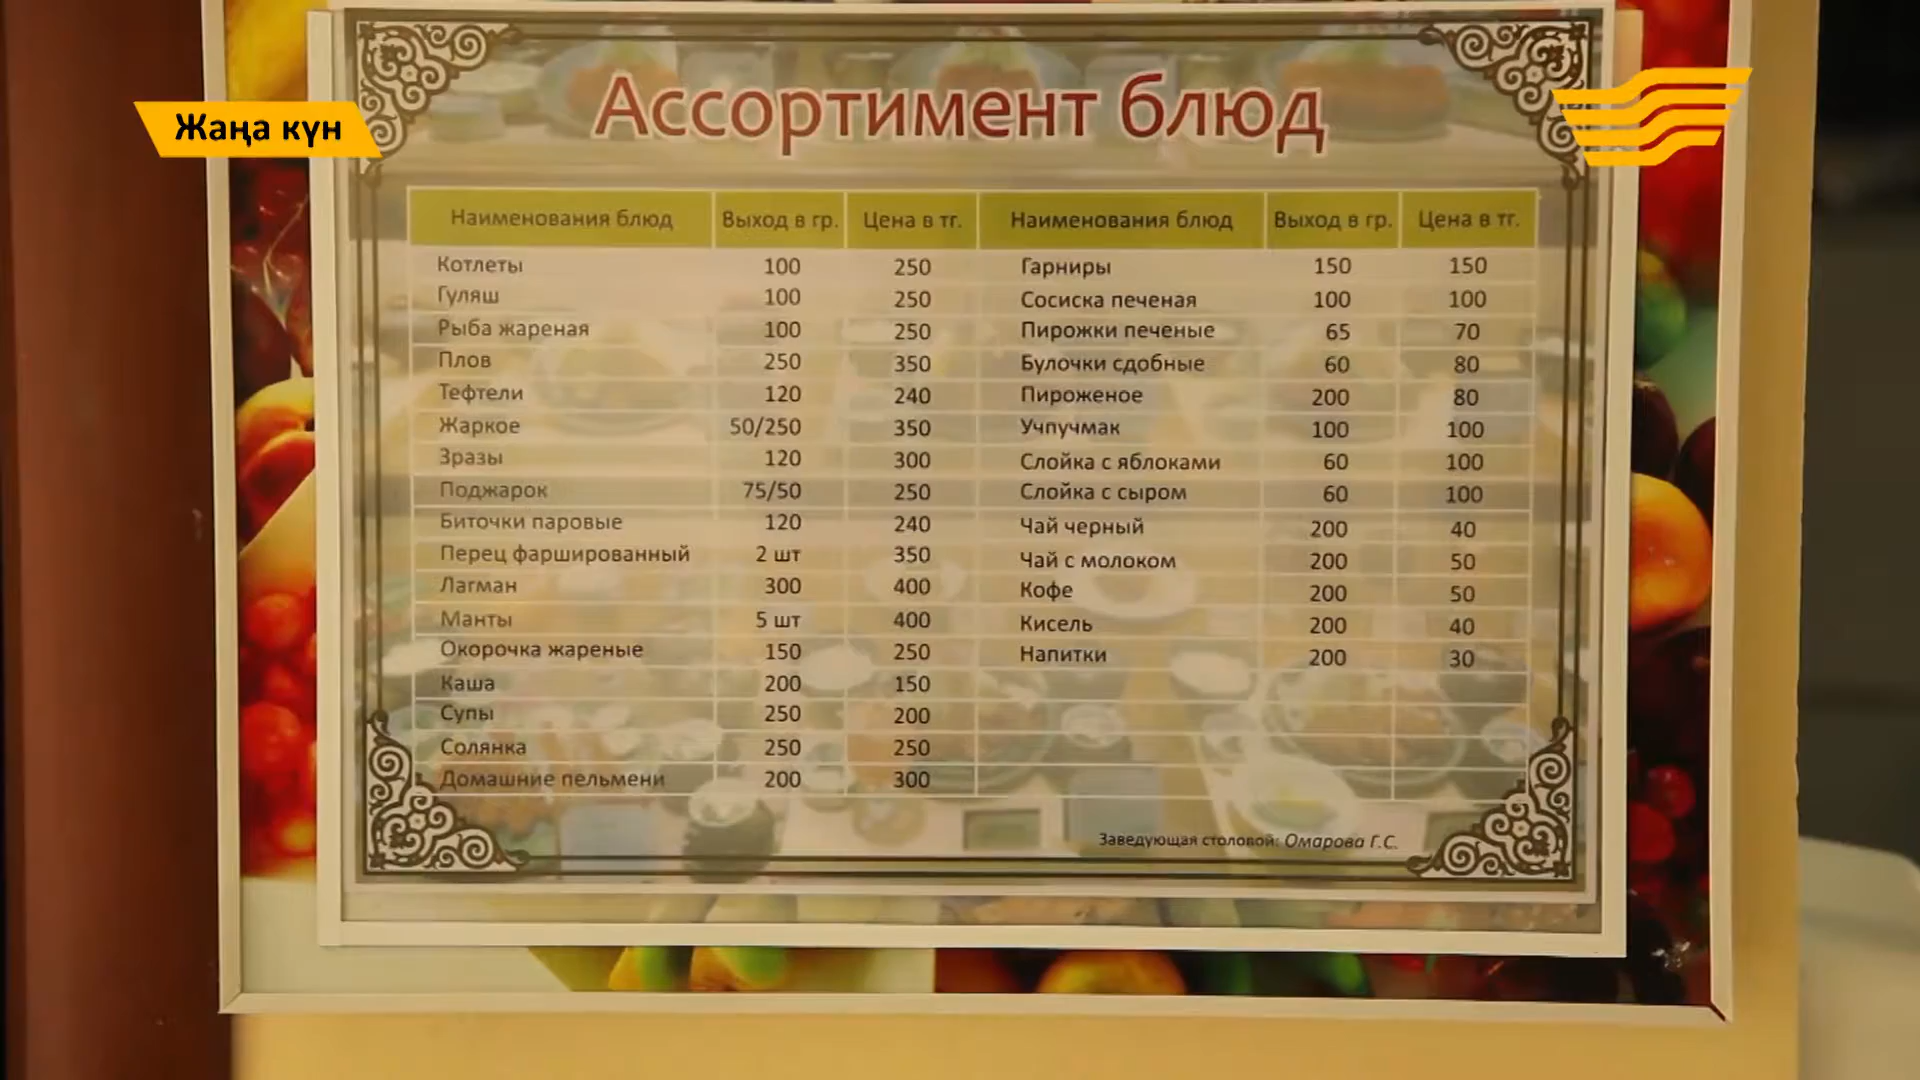 Жаңа күн
Ассортимент блюд
Наименования блюд Выход в гр. Цена в тг. Наименования блюд Выход в гр. Цена в тг.
Котлеты 100 250 Гарниры 150 150
Гуляш 100 250 Сосиска печеная 100 100
Рыба жареная 100 250 Пирожки печеные 65 70
Плов 250 350 Булочки сдобные 60 80
Тефтели 120 240 Пироженое 200 80
Жаркое 50/250 350 Учпучмак 100 100
Зразы 120 300 Слойка с яблоками 60 100
Поджарок 75/50 250 Слойка с сыром 60 100
Биточки паровые 120 240 Чай черный 200 40
Перец фаршированный 2 шт 350 Чай с молоком 200 50
Лагман 300 400 Кофе 200 50
Манты 5 шт 400 Кисель 200 40
Окорочка жареные 150 250 Напитки 200 30
Каша 200 150
Супы 250 200
Солянка 250 250
Домашние пельмени 200 300
Заведующая столовой: Омарова Г.С.